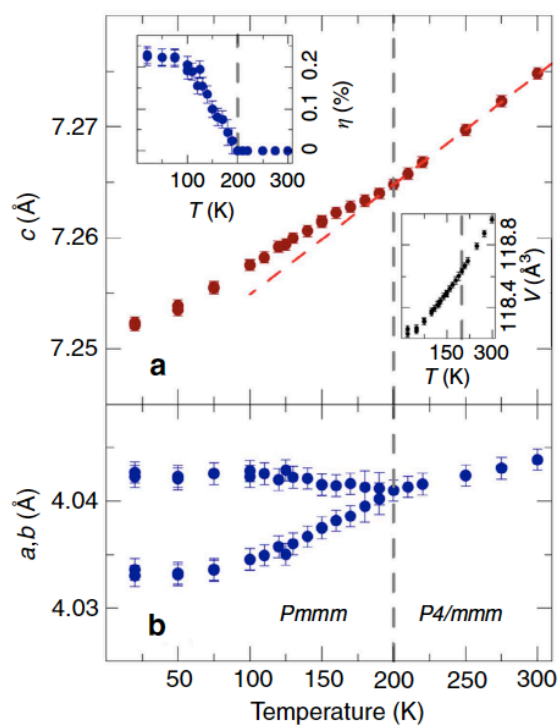 a
7.27
7.26
7.25
c (Å)
0.2
0.1
0
η (%)
0 100 200 300
T (K)
118.8
118.4
V (Å³)
150 300
T (K)
a
4.04
4.03
a,b (Å)
b
Pmmm
P4/mmm
50 100 150 200 250 300
Temperature (K)